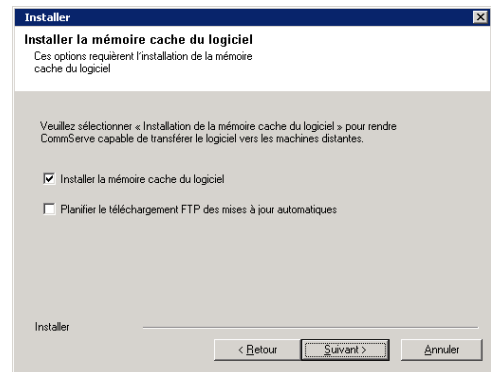 Installer
Installer la mémoire cache du logiciel
Ces options requièrent l'installation de la mémoire
cache du logiciel
Veuillez sélectionner « Installation de la mémoire cache du logiciel » pour rendre
CommServe capable de transférer le logiciel vers les machines distantes.
Installer la mémoire cache du logiciel
Planifier le téléchargement FTP des mises à jour automatiques
Installer
< Retour Suivant > Annuler